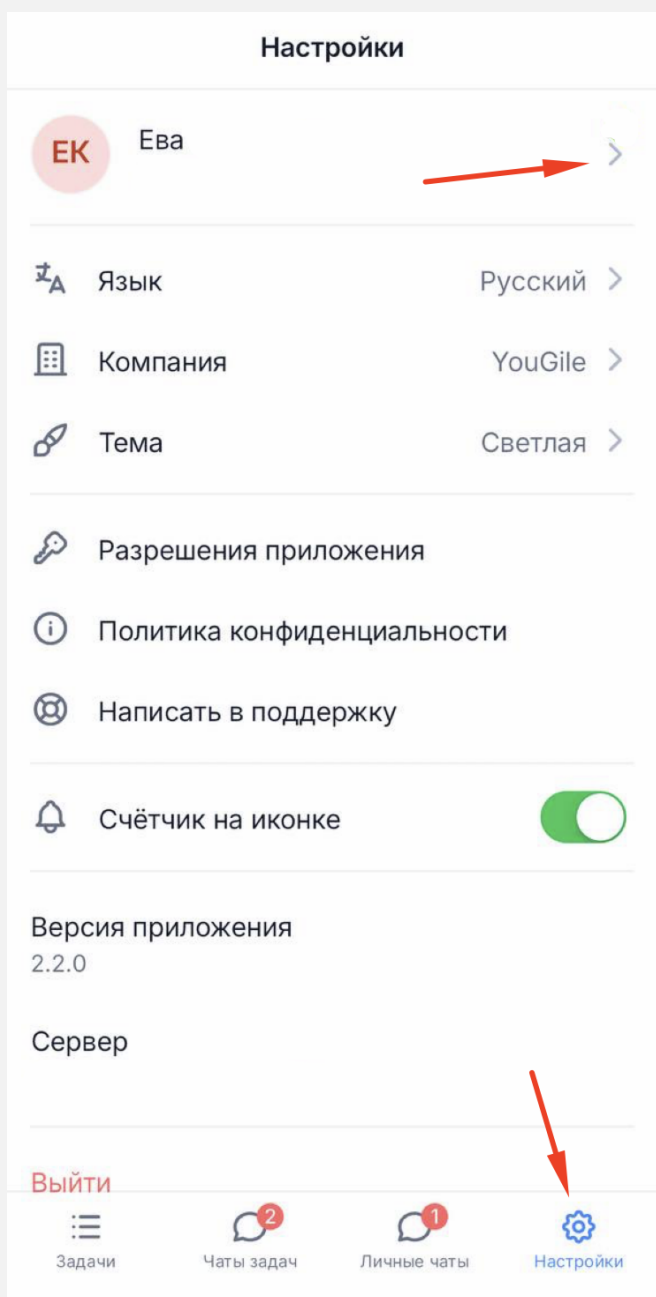 Настройки
ЕК
Ева
Язык
Русский
Компания
YouGile
Тема
Светлая
Разрешения приложения
Политика конфиденциальности
Написать в поддержку
Счётчик на иконке
Версия приложения
2.2.0
Сервер
Выйти
2
1
Задачи
Чаты задач
Личные чаты
Настройки